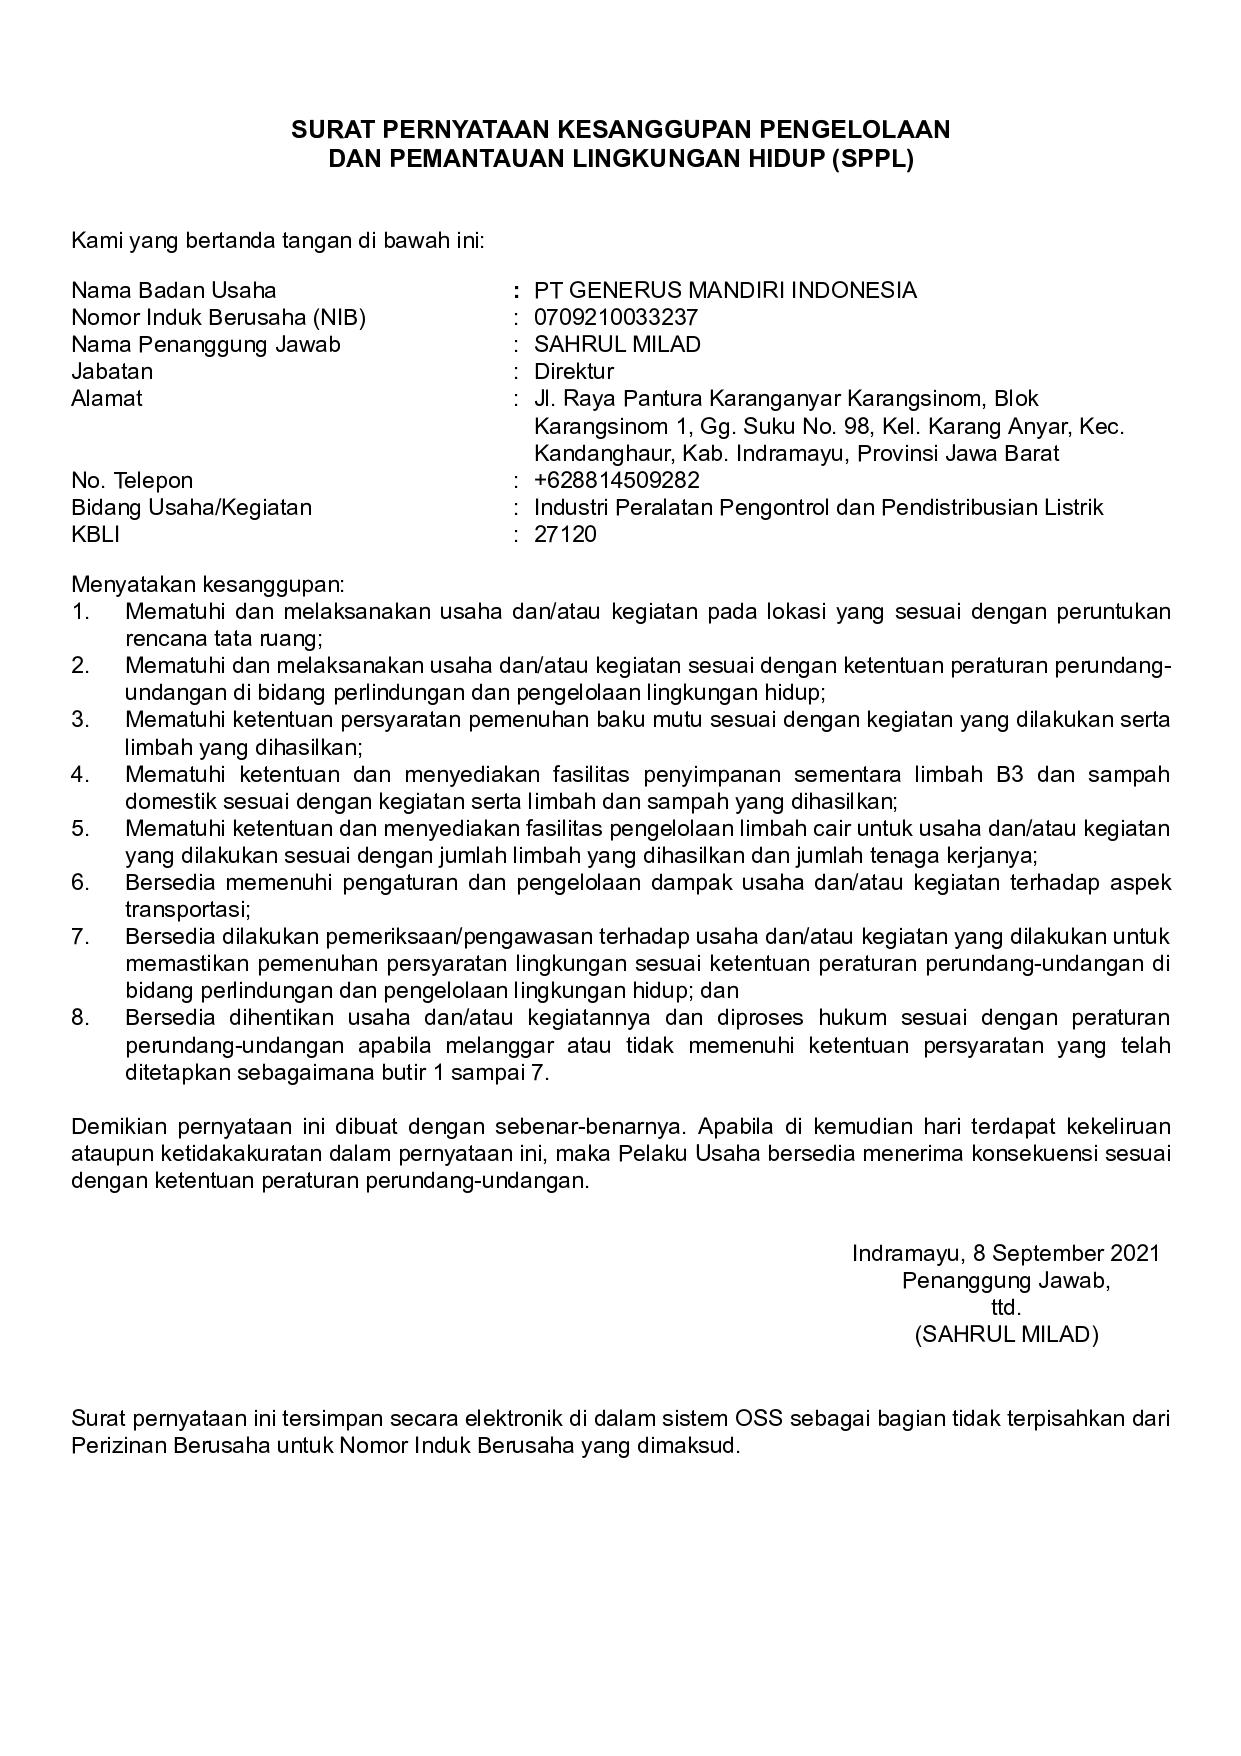 SURAT PERNYATAAN KESANGGUPAN PENGELOLAAN
DAN PEMANTAUAN LINGKUNGAN HIDUP (SPPL)
Kami yang bertanda tangan di bawah ini:
Nama Badan Usaha : PT GENERUS MANDIRI INDONESIA
Nomor Induk Berusaha (NIB) : 0709210033237
Nama Penanggung Jawab : SAHRUL MILAD
Jabatan : Direktur
Alamat : Jl. Raya Pantura Karanganyar Karangsinom, Blok
Karangsinom 1, Gg. Suku No. 98, Kel. Karang Anyar, Kec.
Kandanghaur, Kab. Indramayu, Provinsi Jawa Barat
No. Telepon : +628814509282
Bidang Usaha/Kegiatan : Industri Peralatan Pengontrol dan Pendistribusian Listrik
KBLI : 27120
Menyatakan kesanggupan:
1. Mematuhi dan melaksanakan usaha dan/atau kegiatan pada lokasi yang sesuai dengan peruntukan
rencana tata ruang;
2. Mematuhi dan melaksanakan usaha dan/atau kegiatan sesuai dengan ketentuan peraturan perundang-
undangan di bidang perlindungan dan pengelolaan lingkungan hidup;
3. Mematuhi ketentuan persyaratan pemenuhan baku mutu sesuai dengan kegiatan yang dilakukan serta
limbah yang dihasilkan;
4. Mematuhi ketentuan dan menyediakan fasilitas penyimpanan sementara limbah B3 dan sampah
domestik sesuai dengan kegiatan serta limbah dan sampah yang dihasilkan;
5. Mematuhi ketentuan dan menyediakan fasilitas pengelolaan limbah cair untuk usaha dan/atau kegiatan
yang dilakukan sesuai dengan jumlah limbah yang dihasilkan dan jumlah tenaga kerjanya;
6. Bersedia memenuhi pengaturan dan pengelolaan dampak usaha dan/atau kegiatan terhadap aspek
transportasi;
7. Bersedia dilakukan pemeriksaan/pengawasan terhadap usaha dan/atau kegiatan yang dilakukan untuk
memastikan pemenuhan persyaratan lingkungan sesuai ketentuan peraturan perundang-undangan di
bidang perlindungan dan pengelolaan lingkungan hidup; dan
8. Bersedia dihentikan usaha dan/atau kegiatannya dan diproses hukum sesuai dengan peraturan
perundang-undangan apabila melanggar atau tidak memenuhi ketentuan persyaratan yang telah
ditetapkan sebagaimana butir 1 sampai 7.
Demikian pernyataan ini dibuat dengan sebenar-benarnya. Apabila di kemudian hari terdapat kekeliruan
ataupun ketidakakuratan dalam pernyataan ini, maka Pelaku Usaha bersedia menerima konsekuensi sesuai
dengan ketentuan peraturan perundang-undangan.
Indramayu, 8 September 2021
Penanggung Jawab,
ttd.
(SAHRUL MILAD)
Surat pernyataan ini tersimpan secara elektronik di dalam sistem OSS sebagai bagian tidak terpisahkan dari
Perizinan Berusaha untuk Nomor Induk Berusaha yang dimaksud.